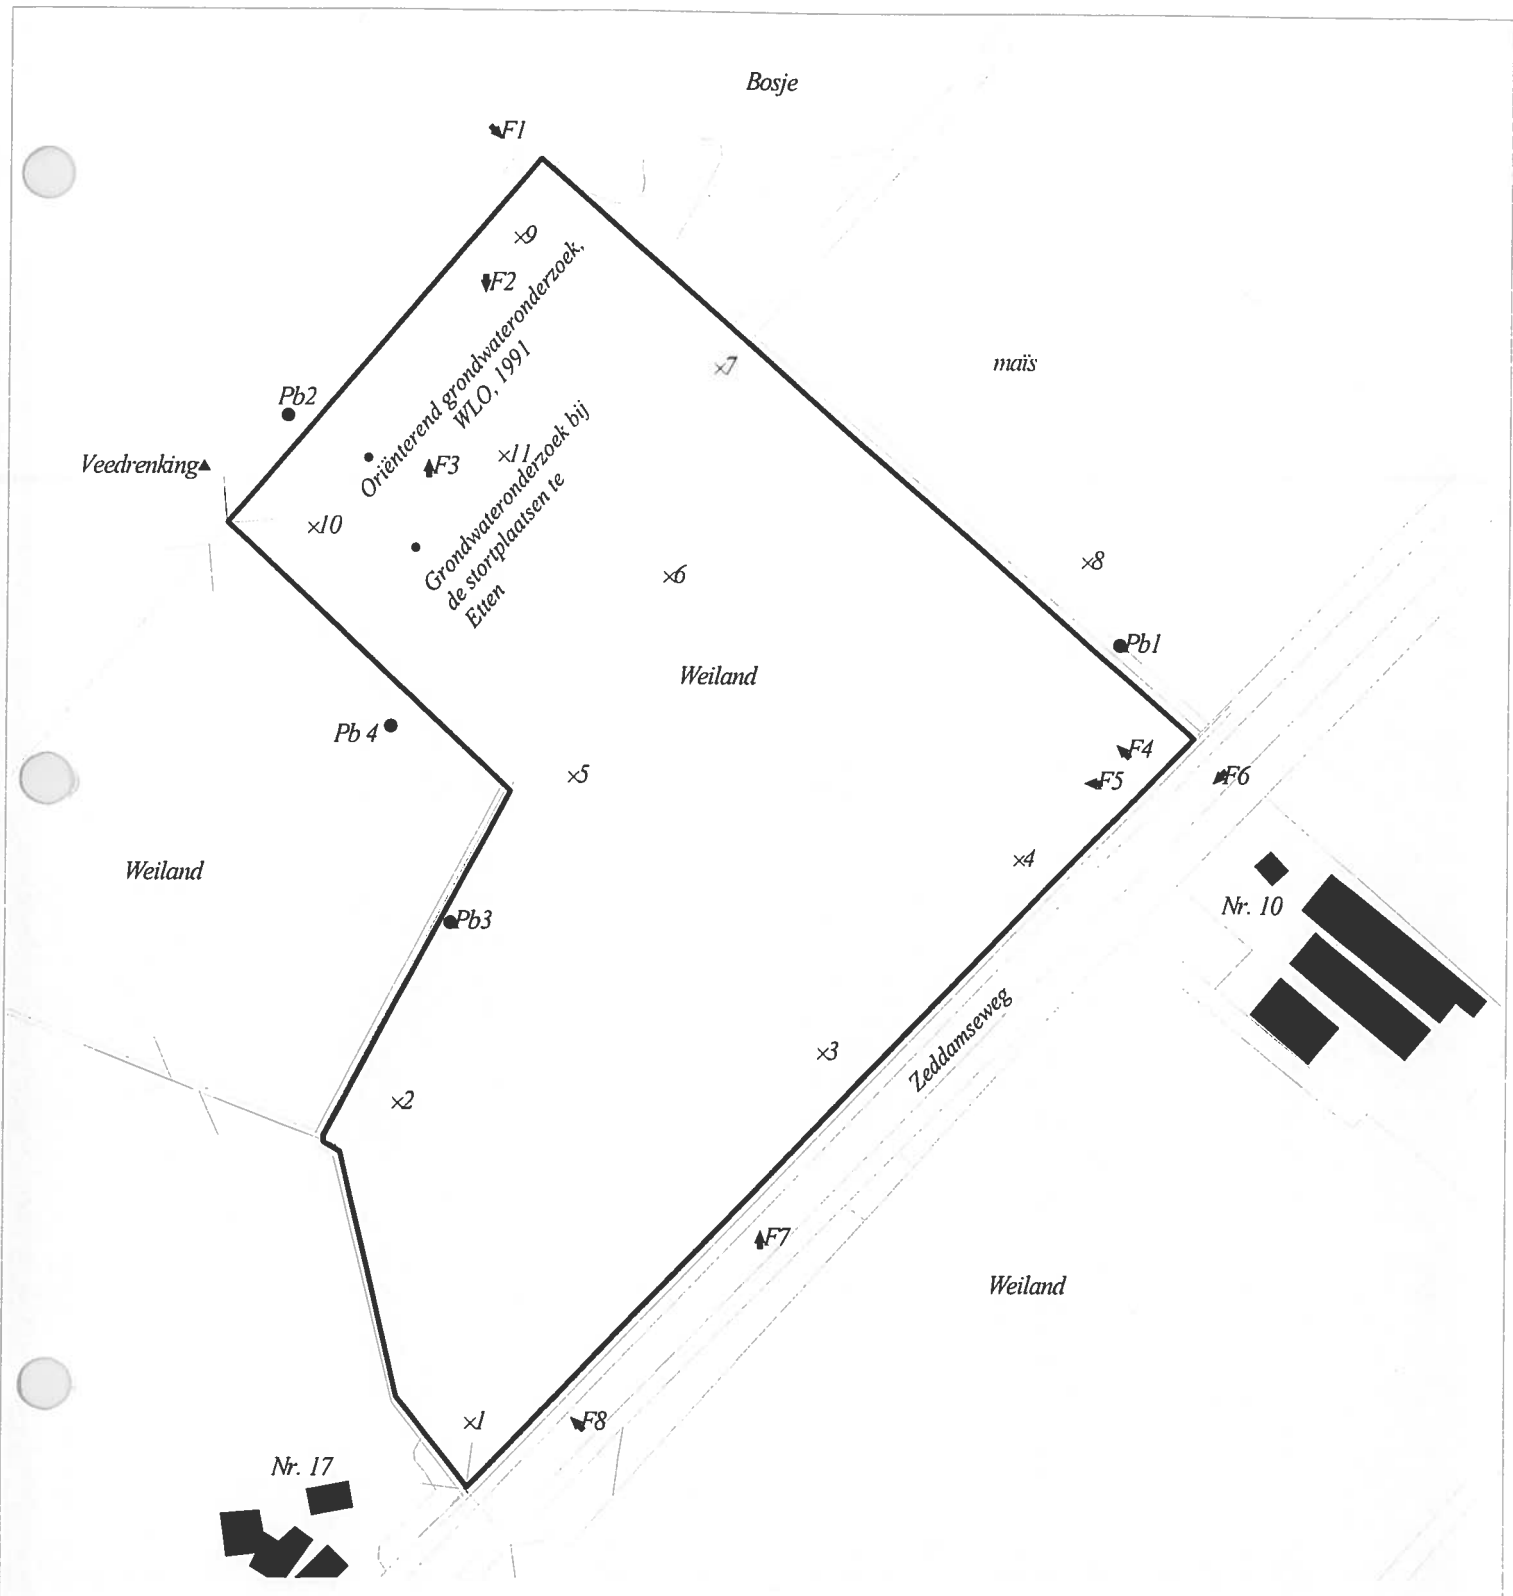 Bosje
F1
×9
F2
Oriënterend grondwateronderzoek,
WLO, 1991
×7
maïs
Pb2
Veedrenking
F3
×11
Grondwateronderzoek bij
de stortplaatsen te
Etten
×10
×6
×8
Pb1
Weiland
Pb 4
F4
F5
F6
×5
×4
Weiland
Nr. 10
Pb3
Zeddamseweg
×3
×2
F7
Weiland
×1
F8
Nr. 17